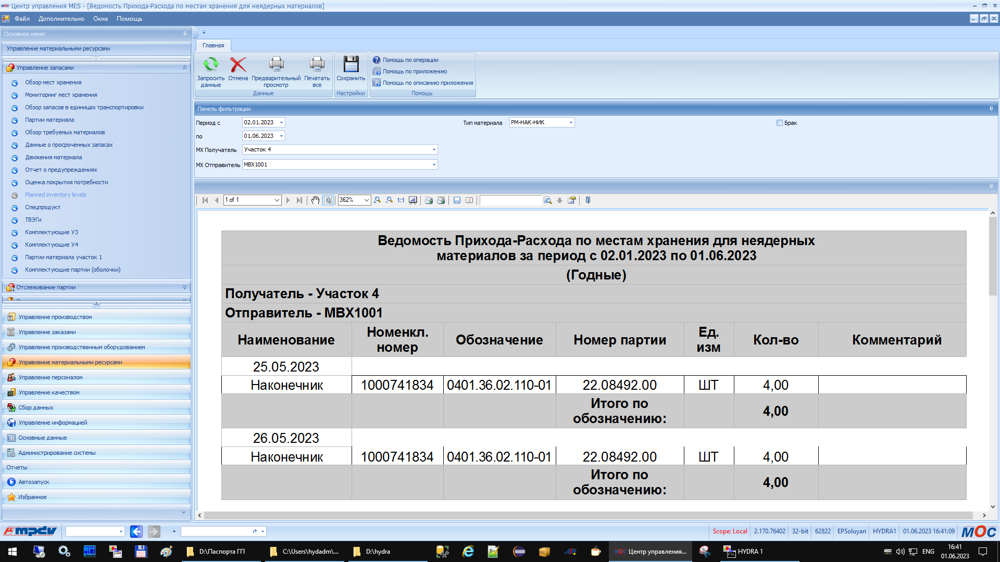 МОС Центр управления MES - [Ведомость Прихода-Расхода по местам хранения для неядерных материалов]
Файл Дополнительно Окна Помощь
Основное меню
Управление материальными ресурсами
Управление запасами
Обзор мест хранения
Мониторинг мест хранения
Обзор запасов в единицах транспортировки
Партии материала
Обзор требуемых материалов
Данные о просроченных запасах
Движения материала
Отчет о предупреждениях
Оценка покрытия потребности
Planned inventory levels
Спецпродукт
ТВЭГи
Комплектующие У3
Комплектующие У4
Партии материала участок 1
Комплектующие партии (оболочки)
Отслеживание партии
Управление производством
Управление заказами
Управление производственным оборудованием
Управление материальными ресурсами
Управление персоналом
Управление качеством
Сбор данных
Управление информацией
Основные данные
Администрирование системы
Отчеты
Автозапуск
Избранное
Главная
Запросить данные
Отмена
Предварительный просмотр
Печатать все
Сохранить
Помощь по операции
Помощь по приложению
Помощь по описанию приложения
Данные Настройки Помощь
Панель фильтрации
Период с 02.01.2023 Тип материала РМ-НАК-НИК Брак
по 01.06.2023
МХ Получатель Участок 4
МХ Отправитель МВХ1001
1 of 1 362% 1:1
Ведомость Прихода-Расхода по местам хранения для неядерных
материалов за период с 02.01.2023 по 01.06.2023
(Годные)
Получатель - Участок 4
Отправитель - МВХ1001
Наименование Номенкл. номер Обозначение Номер партии Ед. изм Кол-во Комментарий
25.05.2023
Наконечник 1000741834 0401.36.02.110-01 22.08492.00 ШТ 4,00
Итого по обозначению: 4,00
26.05.2023
Наконечник 1000741834 0401.36.02.110-01 22.08492.00 ШТ 4,00
Итого по обозначению: 4,00
mpdv Scope: Local 2.170.76402 32-bit 62822 EPSoluyan HYDRA1 01.06.2023 16:41:09 MOC
D:\Паспорта ГП C:\Users\hydadm\... D:\hydra Центр управления... HYDRA 1 ENG 16:41
01.06.2023